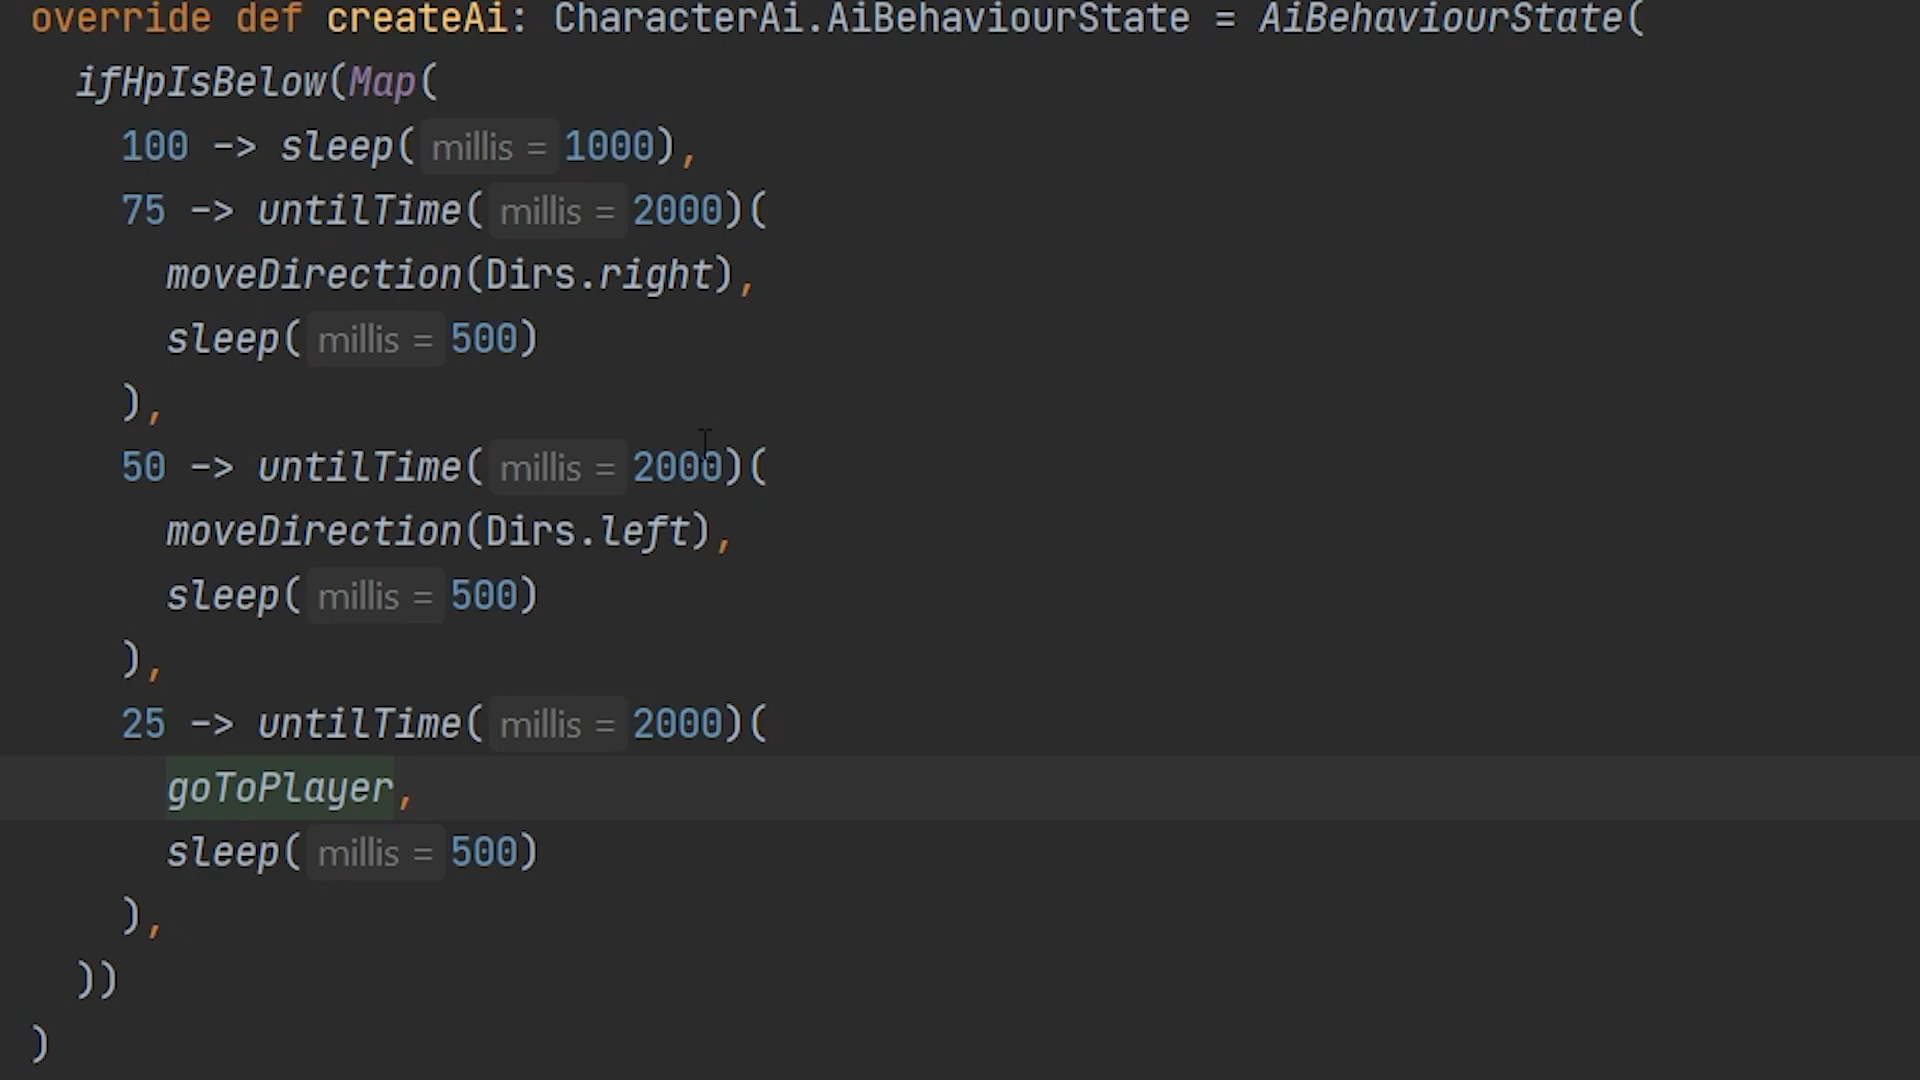 override def createAi: CharacterAi.AiBehaviourState = AiBehaviourState(
ifHpIsBelow(Map(
100 -> sleep( millis = 1000),
75 -> untilTime( millis = 2000)(
moveDirection(Dirs.right),
sleep( millis = 500)
),
50 -> untilTime( millis = 2000)(
moveDirection(Dirs.left),
sleep( millis = 500)
),
25 -> untilTime( millis = 2000)(
goToPlayer,
sleep( millis = 500)
),
))
)